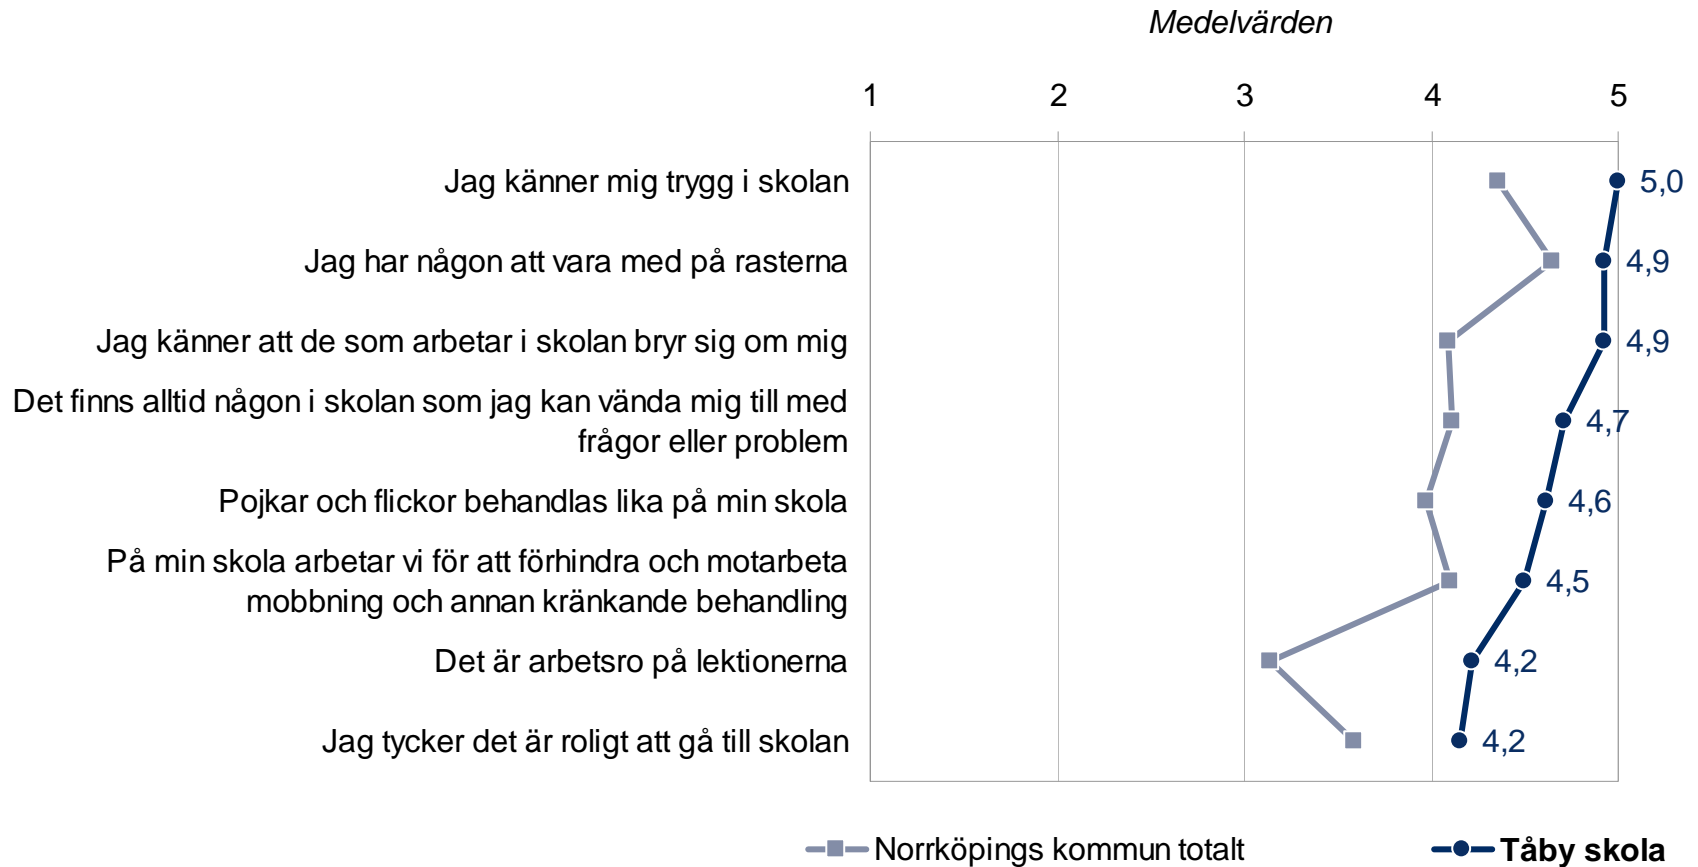 Medelvärden
1 2 3 4 5
Jag känner mig trygg i skolan 5,0
Jag har någon att vara med på rasterna 4,9
Jag känner att de som arbetar i skolan bryr sig om mig 4,9
Det finns alltid någon i skolan som jag kan vända mig till med
frågor eller problem 4,7
Pojkar och flickor behandlas lika på min skola 4,6
På min skola arbetar vi för att förhindra och motarbeta
mobbning och annan kränkande behandling 4,5
Det är arbetsro på lektionerna 4,2
Jag tycker det är roligt att gå till skolan 4,2
Norrköpings kommun totalt Tåby skola